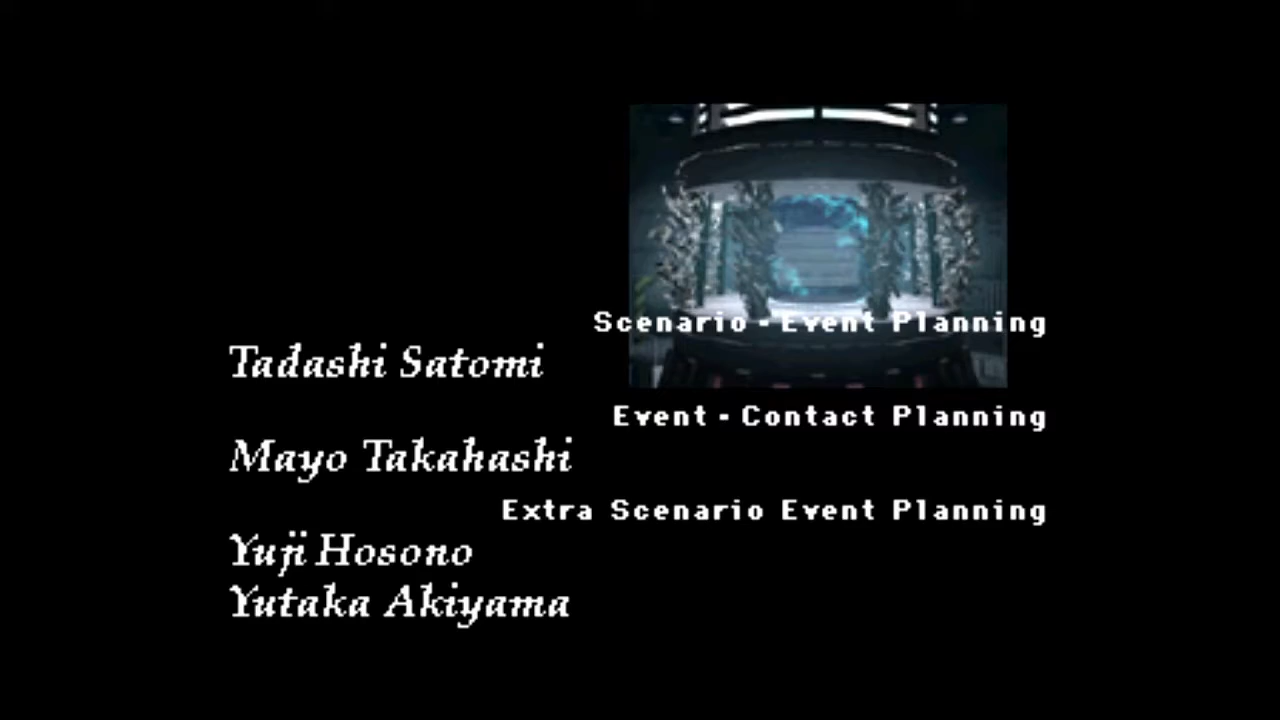 Scenario - Event Planning
Tadashi Satomi
Event - Contact Planning
Mayo Takahashi
Extra Scenario Event Planning
Yuji Hosono
Yutaka Akiyama